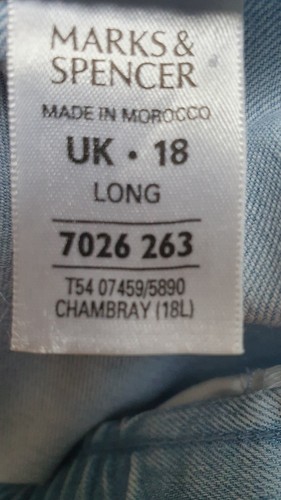 MARKS &
SPENCER
MADE IN MOROCCO
UK • 18
LONG
7026 263
T54 07459/5890
CHAMBRAY (18L)